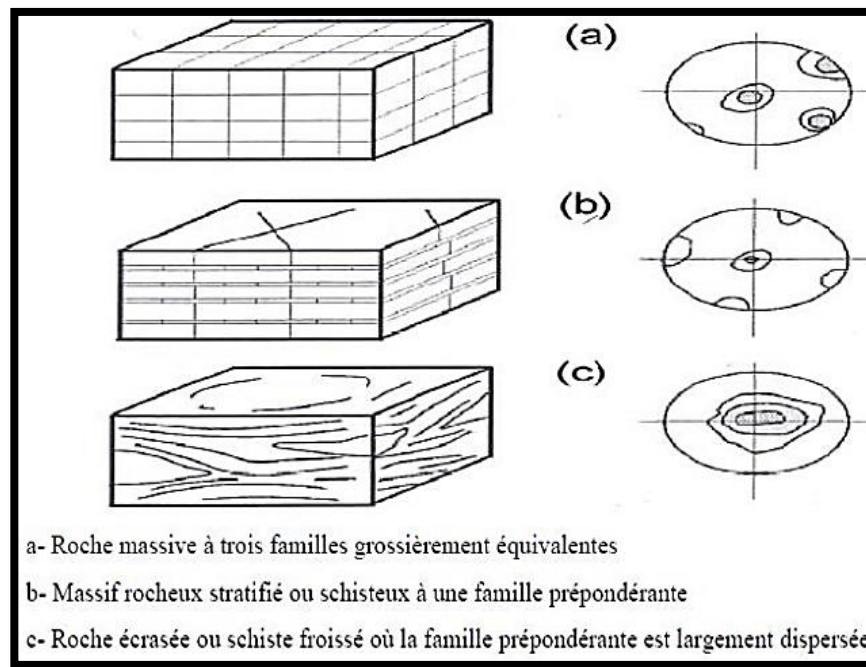 (a)
(b)
(c)
a- Roche massive à trois familles grossièrement équivalentes
b- Massif rocheux stratifié ou schisteux à une famille prépondérante
c- Roche écrasée ou schiste froissé où la famille prépondérante est largement dispersée